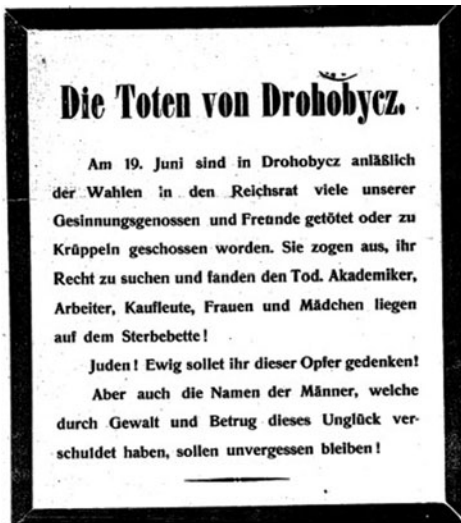 Die Toten von Drohobycz.
Am 19. Juni sind in Drohobycz anläßlich
der Wahlen in den Reichsrat viele unserer
Gesinnungsgenossen und Freunde getötet oder zu
Krüppeln geschossen worden. Sie zogen aus, ihr
Recht zu suchen und fanden den Tod. Akademiker,
Arbeiter, Kaufleute, Frauen und Mädchen liegen
auf dem Sterbebette!
Juden! Ewig sollet ihr dieser Opfer gedenken!
Aber auch die Namen der Männer, welche
durch Gewalt und Betrug dieses Unglück ver-
schuldet haben, sollen unvergessen bleiben!